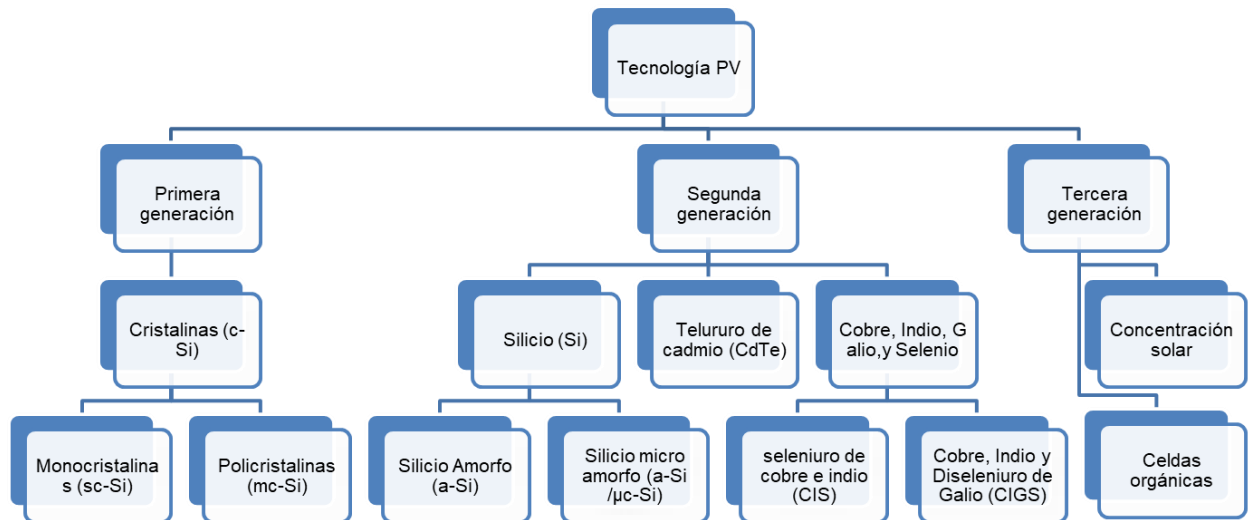 Tecnología PV
Primera
generación
Segunda
generación
Tercera
generación
Cristalinas (c-
Si)
Silicio (Si)
Telururo de
cadmio (CdTe)
Cobre, Indio, G
alio,y Selenio
Concentración
solar
Monocristalina
s (sc-Si)
Policristalinas
(mc-Si)
Silicio Amorfo
(a-Si)
Silicio micro
amorfo (a-Si
/μc-Si)
seleniuro de
cobre e indio
(CIS)
Cobre, Indio y
Diseleniuro de
Galio (CIGS)
Celdas
orgánicas